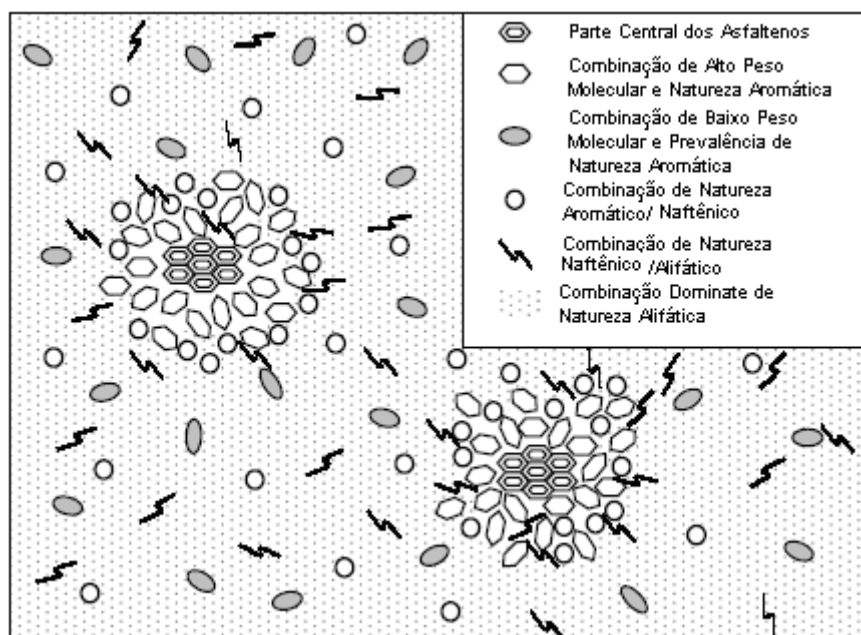 Parte Central dos Asfaltenos
Combinação de Alto Peso
Molecular e Natureza Aromática
Combinação de Baixo Peso
Molecular e Prevalência de
Natureza Aromática
Combinação de Natureza
Aromático/ Naftênico
Combinação de Natureza
Naftênico /Alifático
Combinação Dominate de
Natureza Alifática